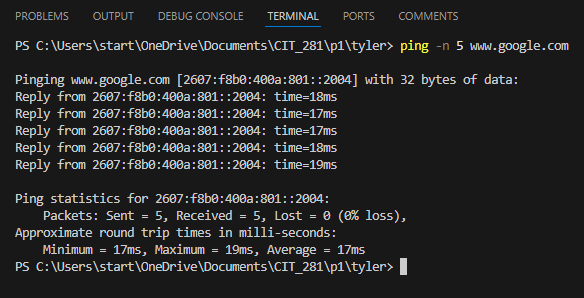 PROBLEMS OUTPUT DEBUG CONSOLE TERMINAL PORTS COMMENTS
PS C:\Users\start\OneDrive\Documents\CIT_281\p1\tyler> ping -n 5 www.google.com
Pinging www.google.com [2607:f8b0:400a:801::2004] with 32 bytes of data:
Reply from 2607:f8b0:400a:801::2004: time=18ms
Reply from 2607:f8b0:400a:801::2004: time=17ms
Reply from 2607:f8b0:400a:801::2004: time=17ms
Reply from 2607:f8b0:400a:801::2004: time=18ms
Reply from 2607:f8b0:400a:801::2004: time=19ms
Ping statistics for 2607:f8b0:400a:801::2004:
    Packets: Sent = 5, Received = 5, Lost = 0 (0% loss),
Approximate round trip times in milli-seconds:
    Minimum = 17ms, Maximum = 19ms, Average = 17ms
PS C:\Users\start\OneDrive\Documents\CIT_281\p1\tyler>